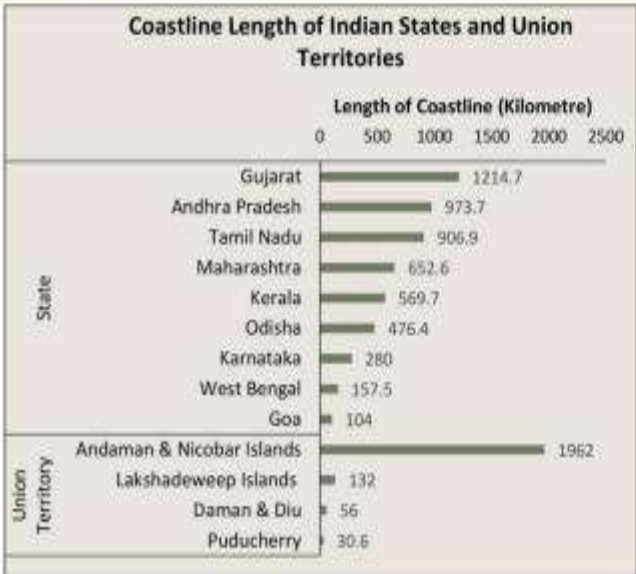 Coastline Length of Indian States and Union
Territories
Length of Coastline (Kilometre)
0 500 1000 1500 2000 2500
State
Gujarat 1214.7
Andhra Pradesh 973.7
Tamil Nadu 906.9
Maharashtra 652.6
Kerala 569.7
Odisha 476.4
Karnataka 280
West Bengal 157.5
Goa 104
Union
Territory
Andaman & Nicobar Islands 1962
Lakshadeweep Islands 132
Daman & Diu 56
Puducherry 30.6